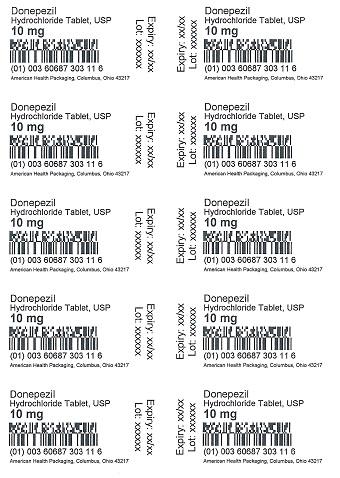 Donepezil
Hydrochloride Tablet, USP
10 mg
(01) 003 60687 303 11 6
American Health Packaging, Columbus, Ohio 43217
Expiry: xx/xx
Lot: xxxxxx
Expiry: xx/xx
Lot: xxxxxx
Donepezil
Hydrochloride Tablet, USP
10 mg
(01) 003 60687 303 11 6
American Health Packaging, Columbus, Ohio 43217
Donepezil
Hydrochloride Tablet, USP
10 mg
(01) 003 60687 303 11 6
American Health Packaging, Columbus, Ohio 43217
Expiry: xx/xx
Lot: xxxxxx
Expiry: xx/xx
Lot: xxxxxx
Donepezil
Hydrochloride Tablet, USP
10 mg
(01) 003 60687 303 11 6
American Health Packaging, Columbus, Ohio 43217
Donepezil
Hydrochloride Tablet, USP
10 mg
(01) 003 60687 303 11 6
American Health Packaging, Columbus, Ohio 43217
Expiry: xx/xx
Lot: xxxxxx
Expiry: xx/xx
Lot: xxxxxx
Donepezil
Hydrochloride Tablet, USP
10 mg
(01) 003 60687 303 11 6
American Health Packaging, Columbus, Ohio 43217
Donepezil
Hydrochloride Tablet, USP
10 mg
(01) 003 60687 303 11 6
American Health Packaging, Columbus, Ohio 43217
Expiry: xx/xx
Lot: xxxxxx
Expiry: xx/xx
Lot: xxxxxx
Donepezil
Hydrochloride Tablet, USP
10 mg
(01) 003 60687 303 11 6
American Health Packaging, Columbus, Ohio 43217
Donepezil
Hydrochloride Tablet, USP
10 mg
(01) 003 60687 303 11 6
American Health Packaging, Columbus, Ohio 43217
Expiry: xx/xx
Lot: xxxxxx
Expiry: xx/xx
Lot: xxxxxx
Donepezil
Hydrochloride Tablet, USP
10 mg
(01) 003 60687 303 11 6
American Health Packaging, Columbus, Ohio 43217